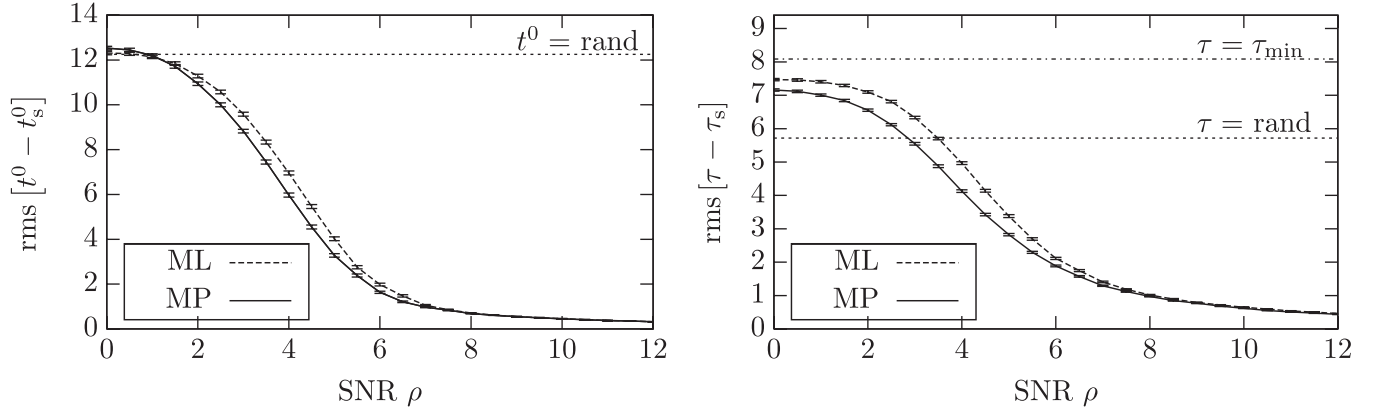 14
12
10
8
6
4
2
0
rms [t⁰ − tₛ⁰]
t⁰ = rand
ML
MP
0 2 4 6 8 10 12
SNR ρ
9
8
7
6
5
4
3
2
1
0
rms [τ − τₛ]
τ = τ_min
τ = rand
ML
MP
0 2 4 6 8 10 12
SNR ρ